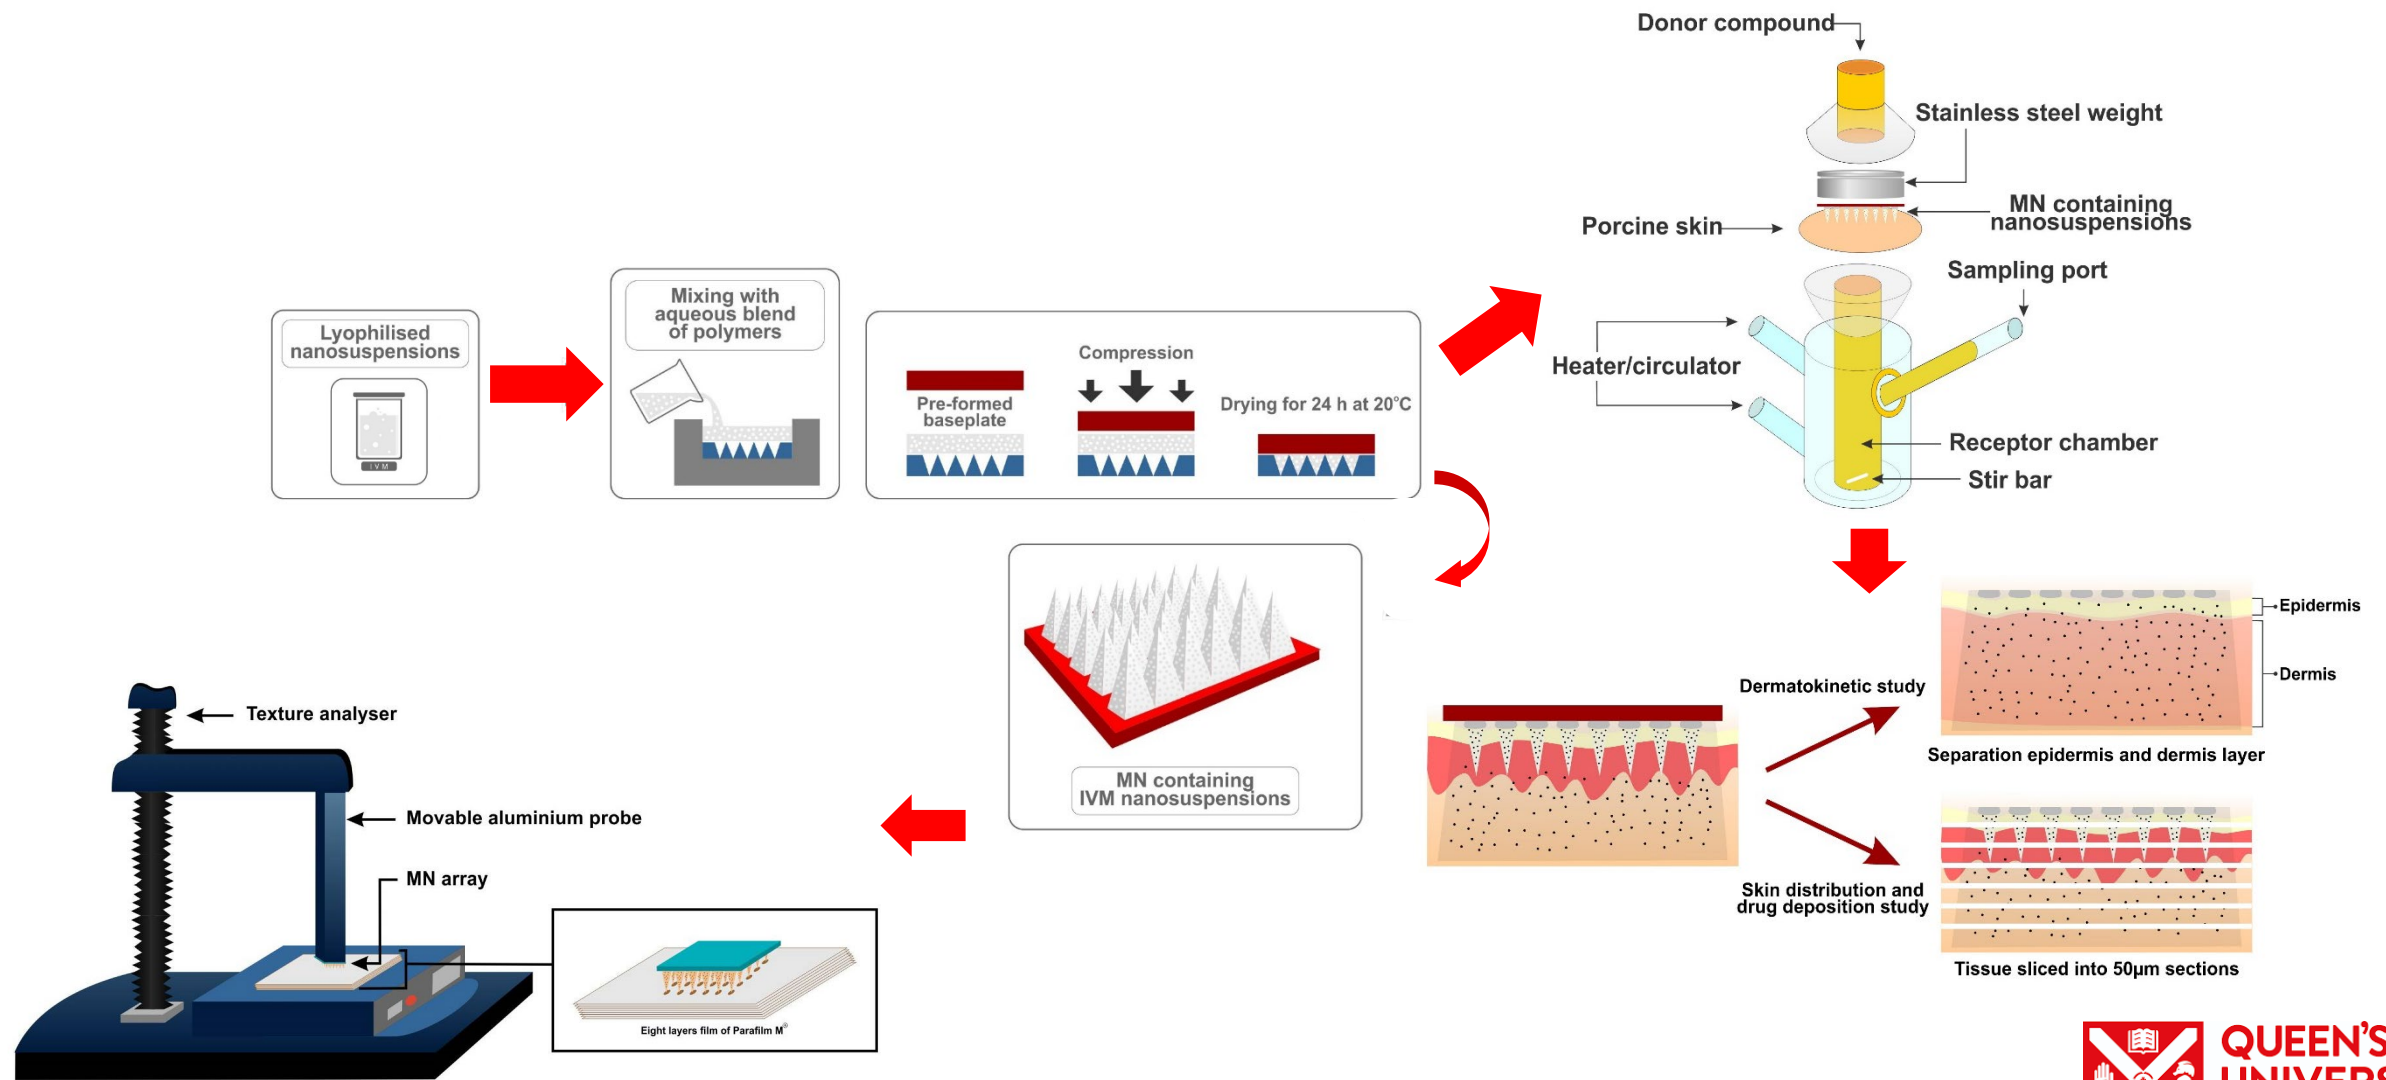 Donor compound
Stainless steel weight
MN containing
nanosuspensions
Porcine skin
Sampling port
Heater/circulator
Receptor chamber
Stir bar
Lyophilised
nanosuspensions
IVM
Mixing with
aqueous blend
of polymers
Pre-formed
baseplate
Compression
Drying for 24 h at 20°C
MN containing
IVM nanosuspensions
Texture analyser
Movable aluminium probe
MN array
Eight layers film of Parafilm M®
Dermatokinetic study
Epidermis
Dermis
Separation epidermis and dermis layer
Skin distribution and
drug deposition study
Tissue sliced into 50µm sections
QUEEN'S
UNIVERS